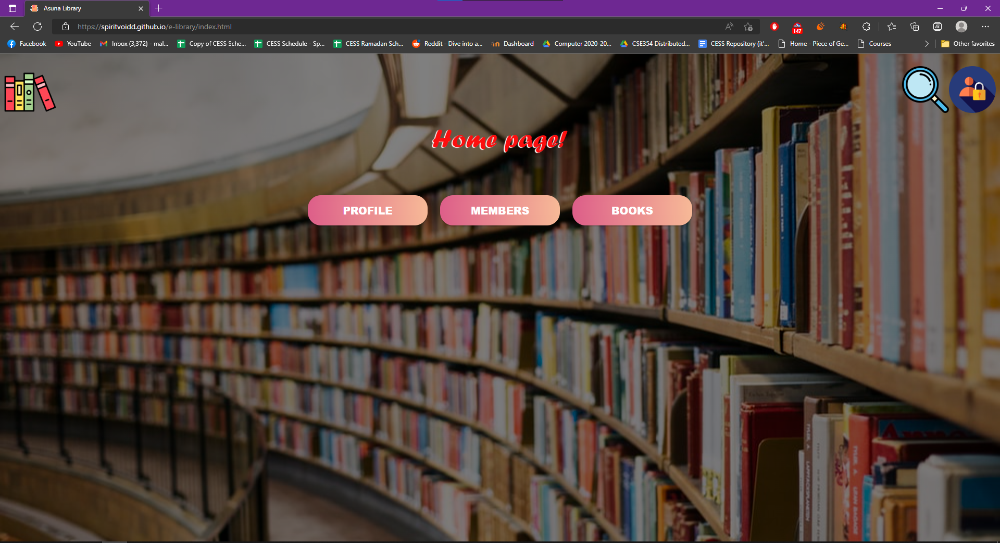 Asuna Library
https://spiritvoidd.github.io/e-library/index.html
147
Facebook YouTube Inbox (3,372) - mal... Copy of CESS Sche... CESS Schedule - Sp... CESS Ramadan Sch... Reddit - Dive into a... Dashboard Computer 2020-20... CSE354 Distributed... CESS Repository (it'... Home - Piece of Ge... Courses Other favorites
Home page!
PROFILE MEMBERS BOOKS